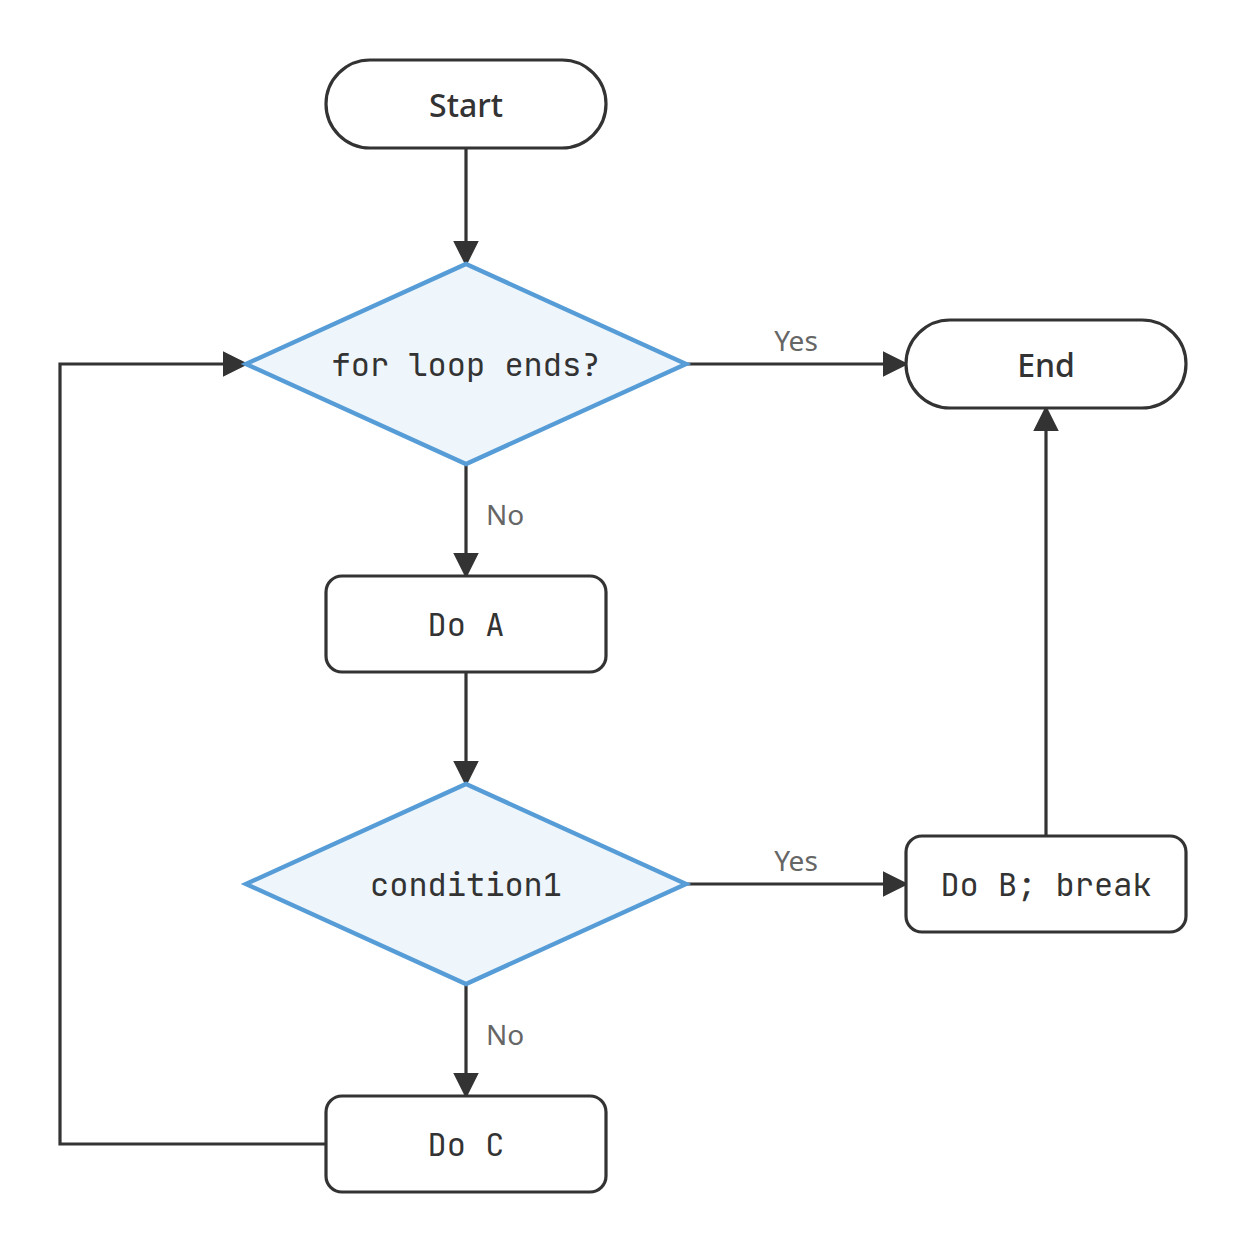 Start
for loop ends?
Yes
End
No
Do A
condition1
Yes
Do B; break
No
Do C